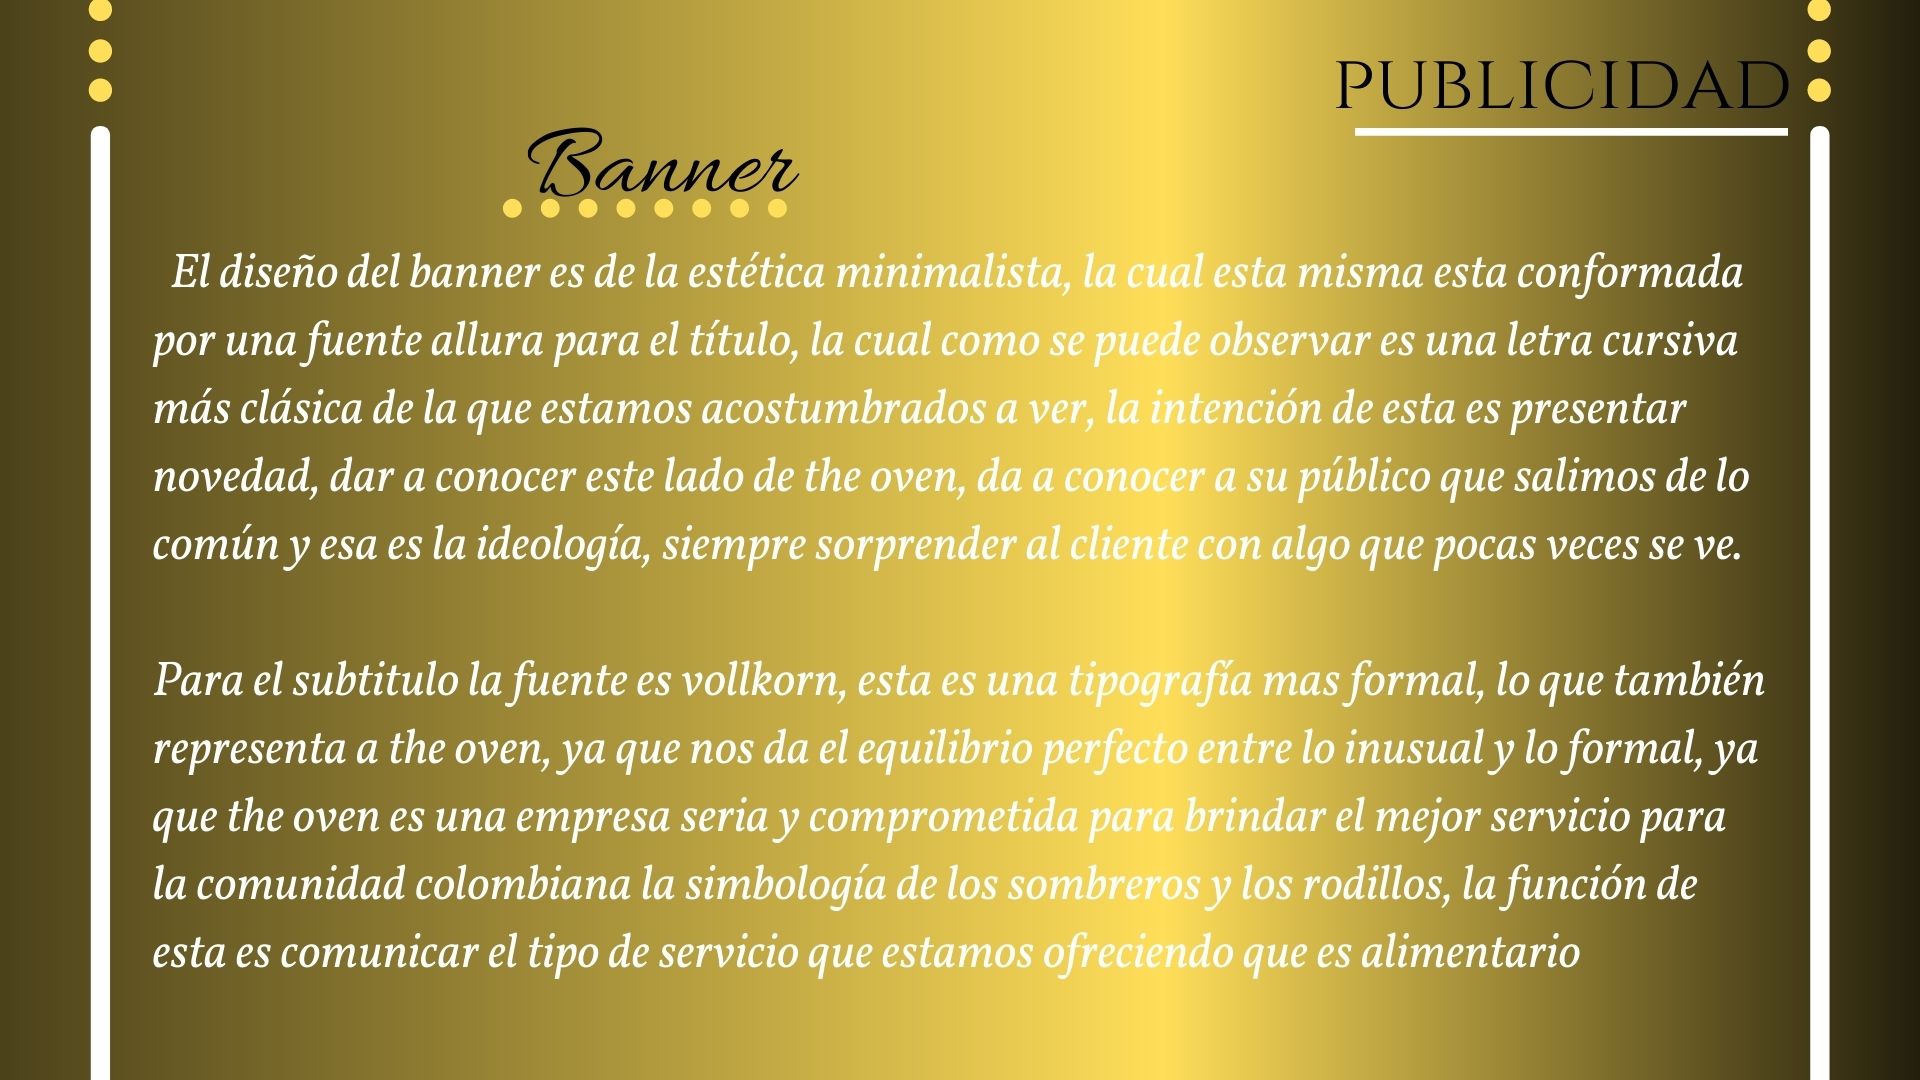 PUBLICIDAD
Banner
El diseño del banner es de la estética minimalista, la cual esta misma esta conformada
por una fuente allura para el título, la cual como se puede observar es una letra cursiva
más clásica de la que estamos acostumbrados a ver, la intención de esta es presentar
novedad, dar a conocer este lado de the oven, da a conocer a su público que salimos de lo
común y esa es la ideología, siempre sorprender al cliente con algo que pocas veces se ve.
Para el subtitulo la fuente es vollkorn, esta es una tipografía mas formal, lo que también
representa a the oven, ya que nos da el equilibrio perfecto entre lo inusual y lo formal, ya
que the oven es una empresa seria y comprometida para brindar el mejor servicio para
la comunidad colombiana la simbología de los sombreros y los rodillos, la función de
esta es comunicar el tipo de servicio que estamos ofreciendo que es alimentario